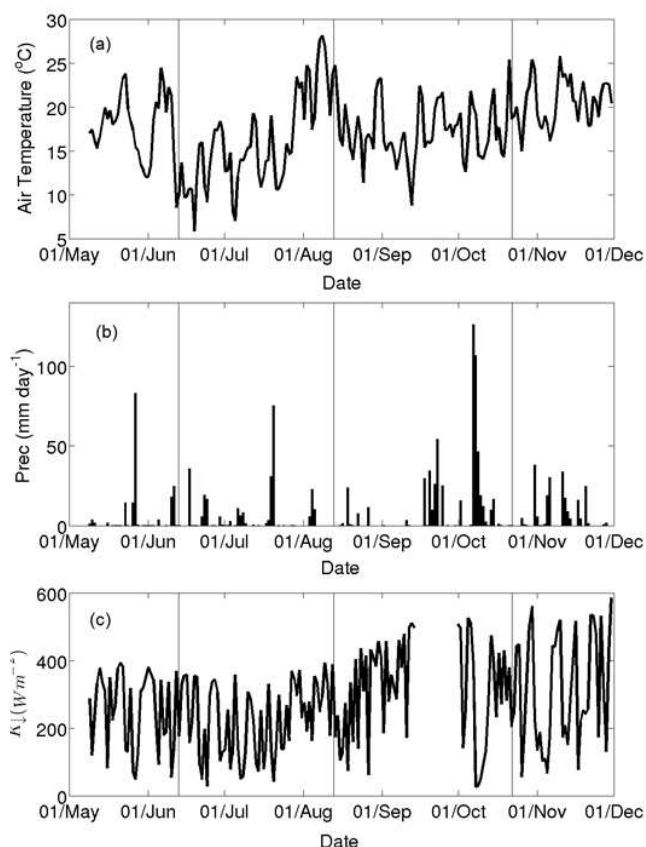 (a)
Air Temperature (°C)
30
25
20
15
10
5
01/May 01/Jun 01/Jul 01/Aug 01/Sep 01/Oct 01/Nov 01/Dec
Date
(b)
Prec (mm day⁻¹)
100
50
0
01/May 01/Jun 01/Jul 01/Aug 01/Sep 01/Oct 01/Nov 01/Dec
Date
(c)
K↓(Wm⁻²)
600
400
200
0
01/May 01/Jun 01/Jul 01/Aug 01/Sep 01/Oct 01/Nov 01/Dec
Date